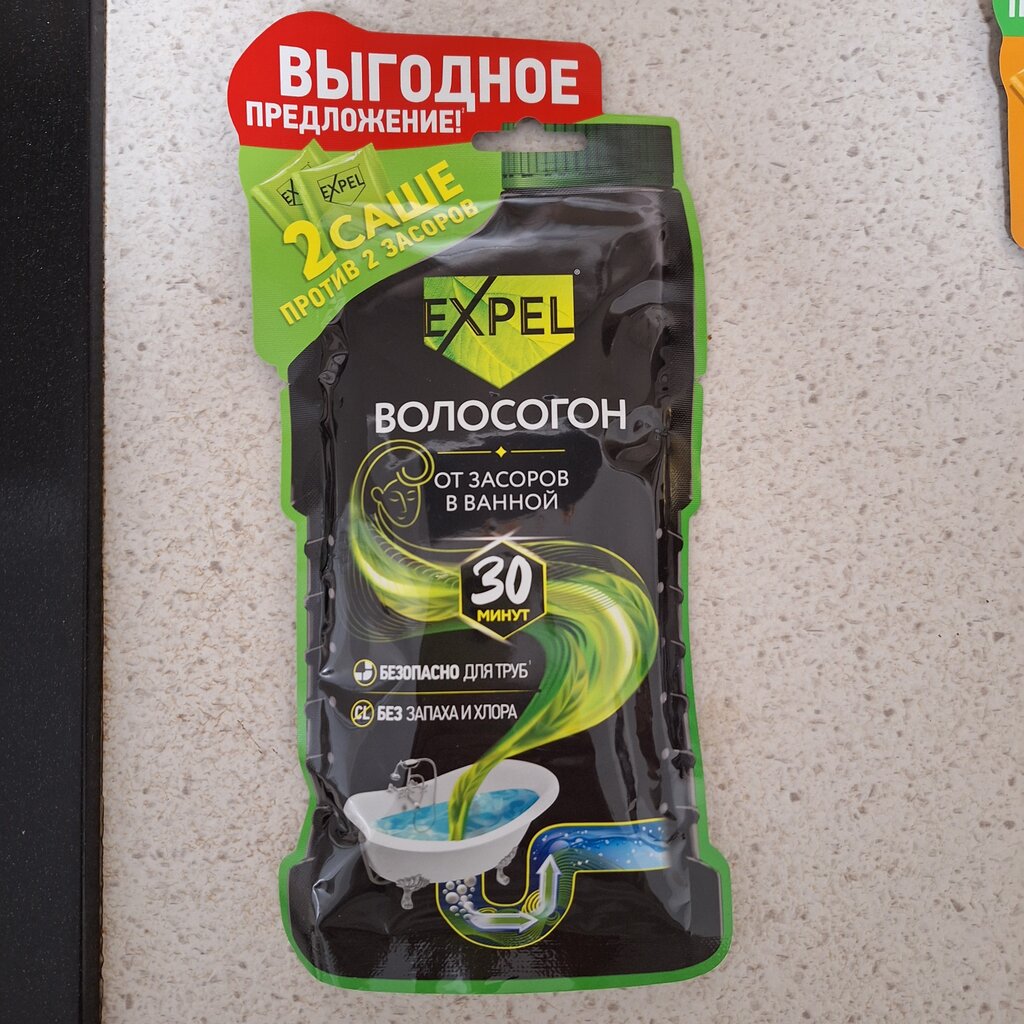 ВЫГОДНОЕ
ПРЕДЛОЖЕНИЕ!
EXPEL
2 САШЕ
ПРОТИВ 2 ЗАСОРОВ
EXPEL®
ВОЛОСОГОН
ОТ ЗАСОРОВ
В ВАННОЙ
30
МИНУТ
БЕЗОПАСНО ДЛЯ ТРУБ
CL БЕЗ ЗАПАХА И ХЛОРА